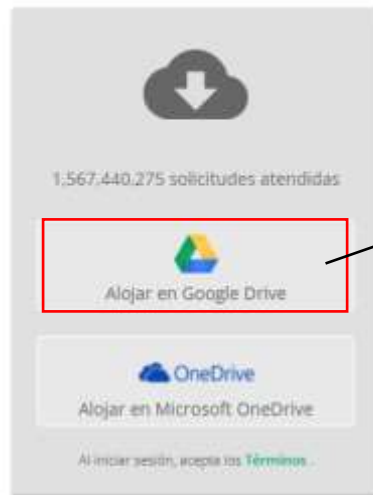 1,567,440,275 solicitudes atendidas
Alojar en Google Drive
OneDrive
Alojar en Microsoft OneDrive
Al iniciar sesión, acepta los Términos.